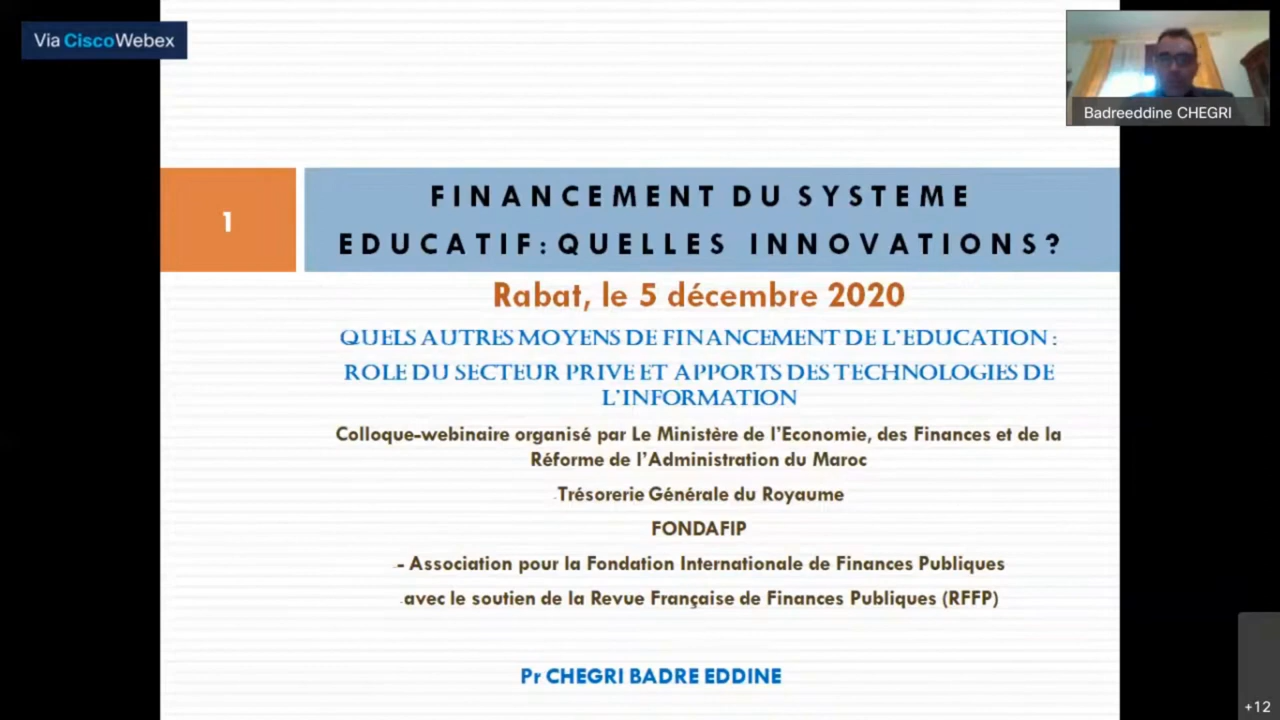 Via CiscoWebex
Badreeddine CHEGRI
1
FINANCEMENT DU SYSTEME
EDUCATIF: QUELLES INNOVATIONS?
Rabat, le 5 décembre 2020
QUELS AUTRES MOYENS DE FINANCEMENT DE L'EDUCATION :
ROLE DU SECTEUR PRIVE ET APPORTS DES TECHNOLOGIES DE
L'INFORMATION
Colloque-webinaire organisé par Le Ministère de l'Economie, des Finances et de la
Réforme de l'Administration du Maroc
Trésorerie Générale du Royaume
FONDAFIP
- Association pour la Fondation Internationale de Finances Publiques
avec le soutien de la Revue Française de Finances Publiques (RFFP)
Pr CHEGRI BADRE EDDINE
+12